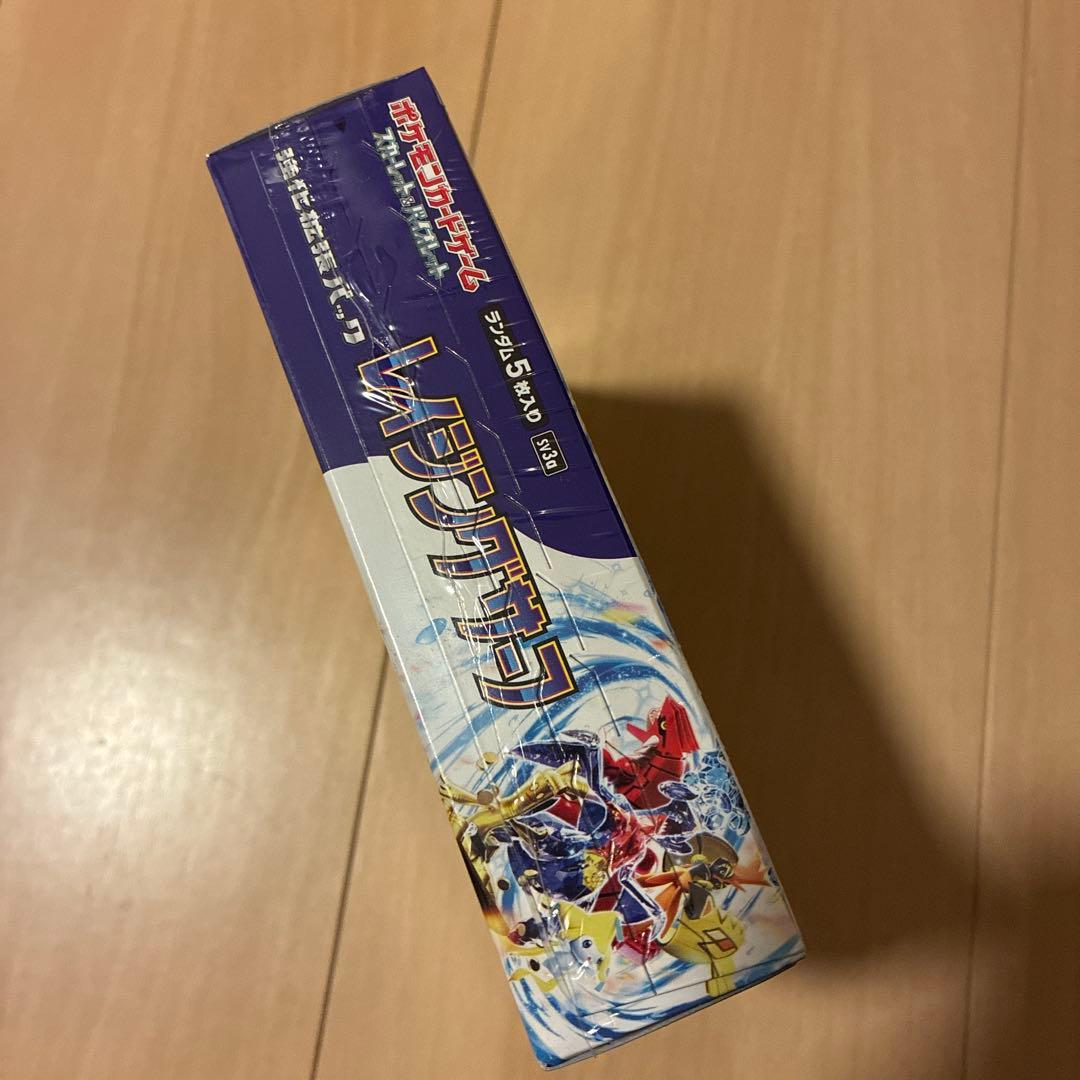 ポケモンカードゲーム
スカーレット&バイオレット
強化拡張パック
ランダム5枚入り
SV3a
レイジングサーフ